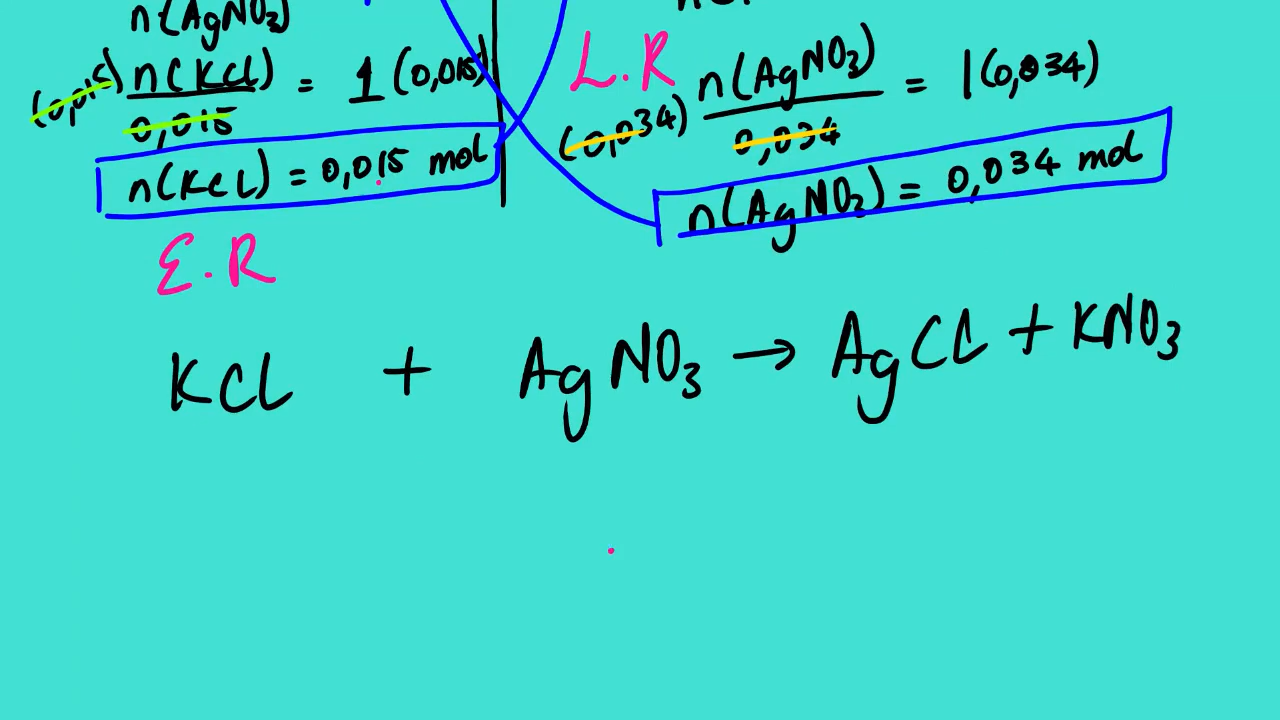 n(AgNO3)
(0,015) n(KCl) = 1 (0,015)
0,015
n(KCl) = 0,015 mol
E.R
L.R
(0,034) n(AgNO3) = 1(0,034)
0,034
n(AgNO3) = 0,034 mol
KCl + AgNO3 → AgCl + KNO3